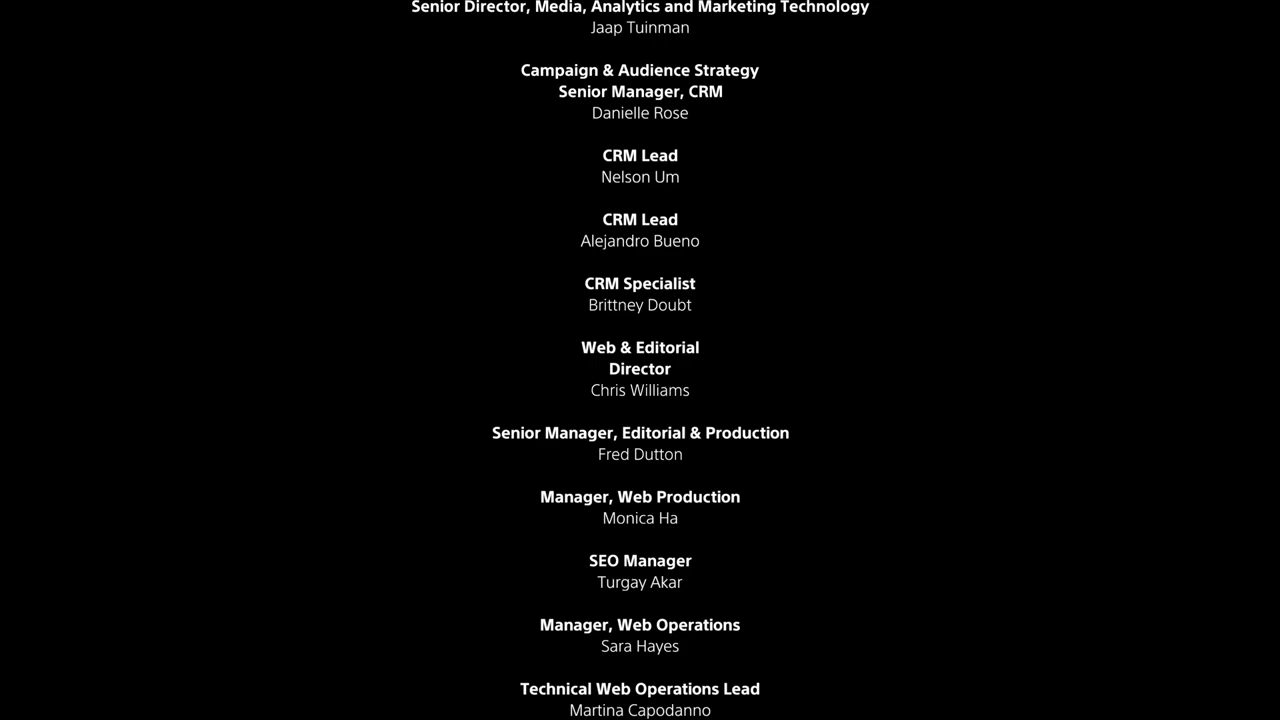 Senior Director, Media, Analytics and Marketing Technology
Jaap Tuinman
Campaign & Audience Strategy
Senior Manager, CRM
Danielle Rose
CRM Lead
Nelson Um
CRM Lead
Alejandro Bueno
CRM Specialist
Brittney Doubt
Web & Editorial
Director
Chris Williams
Senior Manager, Editorial & Production
Fred Dutton
Manager, Web Production
Monica Ha
SEO Manager
Turgay Akar
Manager, Web Operations
Sara Hayes
Technical Web Operations Lead
Martina Capodanno